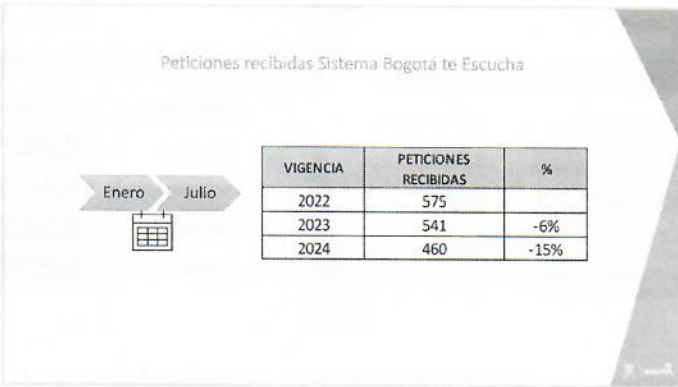 Peticiones recibidas Sistema Bogotá te Escucha
Enero Julio
VIGENCIA PETICIONES RECIBIDAS %
2022 575
2023 541 -6%
2024 460 -15%